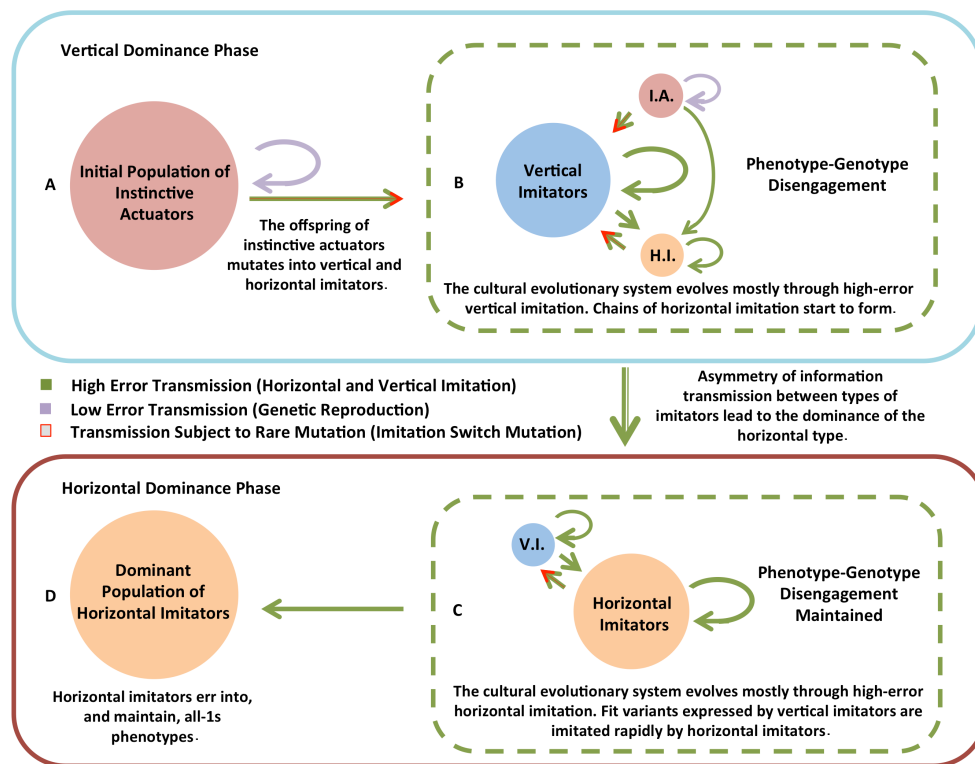 Vertical Dominance Phase
A
Initial Population of
Instinctive
Actuators
The offspring of
instinctive actuators
mutates into vertical and
horizontal imitators.
B
I.A.
Vertical
Imitators
H.I.
Phenotype-Genotype
Disengagement
The cultural evolutionary system evolves mostly through high-error
vertical imitation. Chains of horizontal imitation start to form.
High Error Transmission (Horizontal and Vertical Imitation)
Low Error Transmission (Genetic Reproduction)
Transmission Subject to Rare Mutation (Imitation Switch Mutation)
Asymmetry of information
transmission between types of
imitators lead to the dominance of the
horizontal type.
Horizontal Dominance Phase
D
Dominant
Population of
Horizontal Imitators
Horizontal imitators err into,
and maintain, all-1s
phenotypes.
C
V.I.
Horizontal
Imitators
Phenotype-Genotype
Disengagement
Maintained
The cultural evolutionary system evolves mostly through high-error
horizontal imitation. Fit variants expressed by vertical imitators are
imitated rapidly by horizontal imitators.